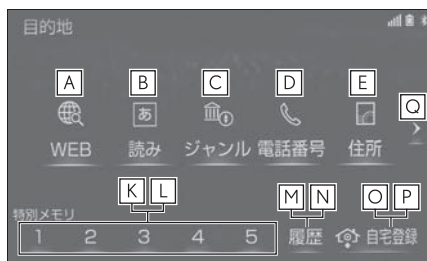 目的地
A B C D E Q
あ
WEB 読み ジャンル 電話番号 住所
K L M N O P
特別メモリ
1 2 3 4 5 履歴 自宅登録